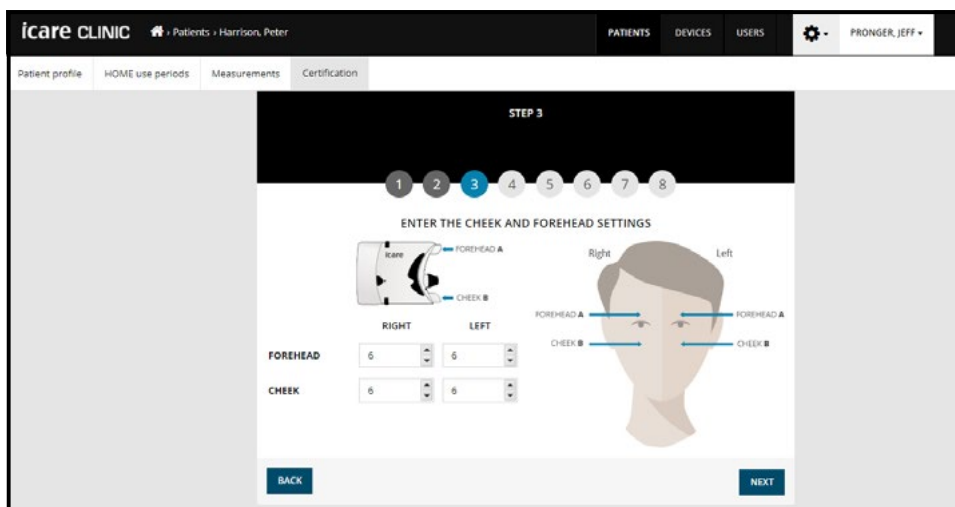 icare CLINIC › Patients › Harrison, Peter PATIENTS DEVICES USERS PRONGER, JEFF
Patient profile HOME use periods Measurements Certification
STEP 3
1 2 3 4 5 6 7 8
ENTER THE CHEEK AND FOREHEAD SETTINGS
icare
FOREHEAD A
CHEEK B
Right Left
FOREHEAD A FOREHEAD A
CHEEK B CHEEK B
RIGHT LEFT
FOREHEAD 6 6
CHEEK 6 6
BACK NEXT